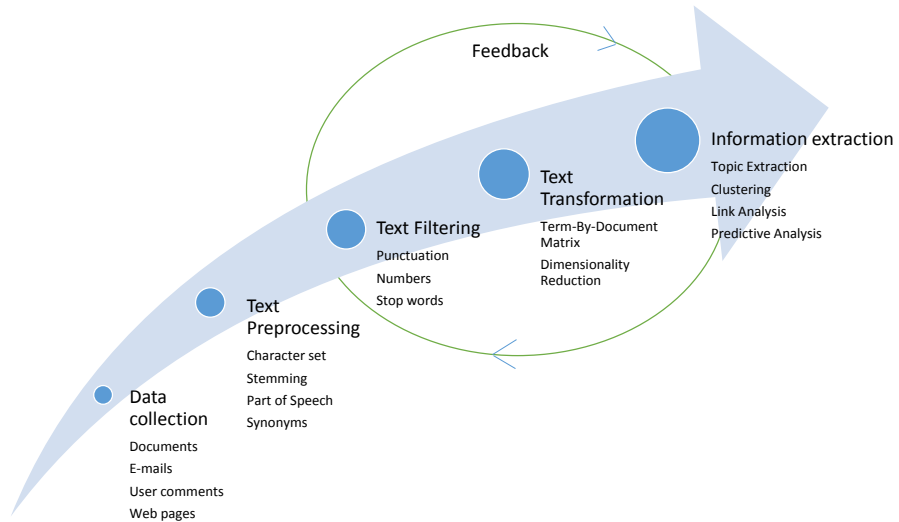 Feedback
Data
collection
Documents
E-mails
User comments
Web pages
Text
Preprocessing
Character set
Stemming
Part of Speech
Synonyms
Text Filtering
Punctuation
Numbers
Stop words
Text
Transformation
Term-By-Document
Matrix
Dimensionality
Reduction
Information extraction
Topic Extraction
Clustering
Link Analysis
Predictive Analysis